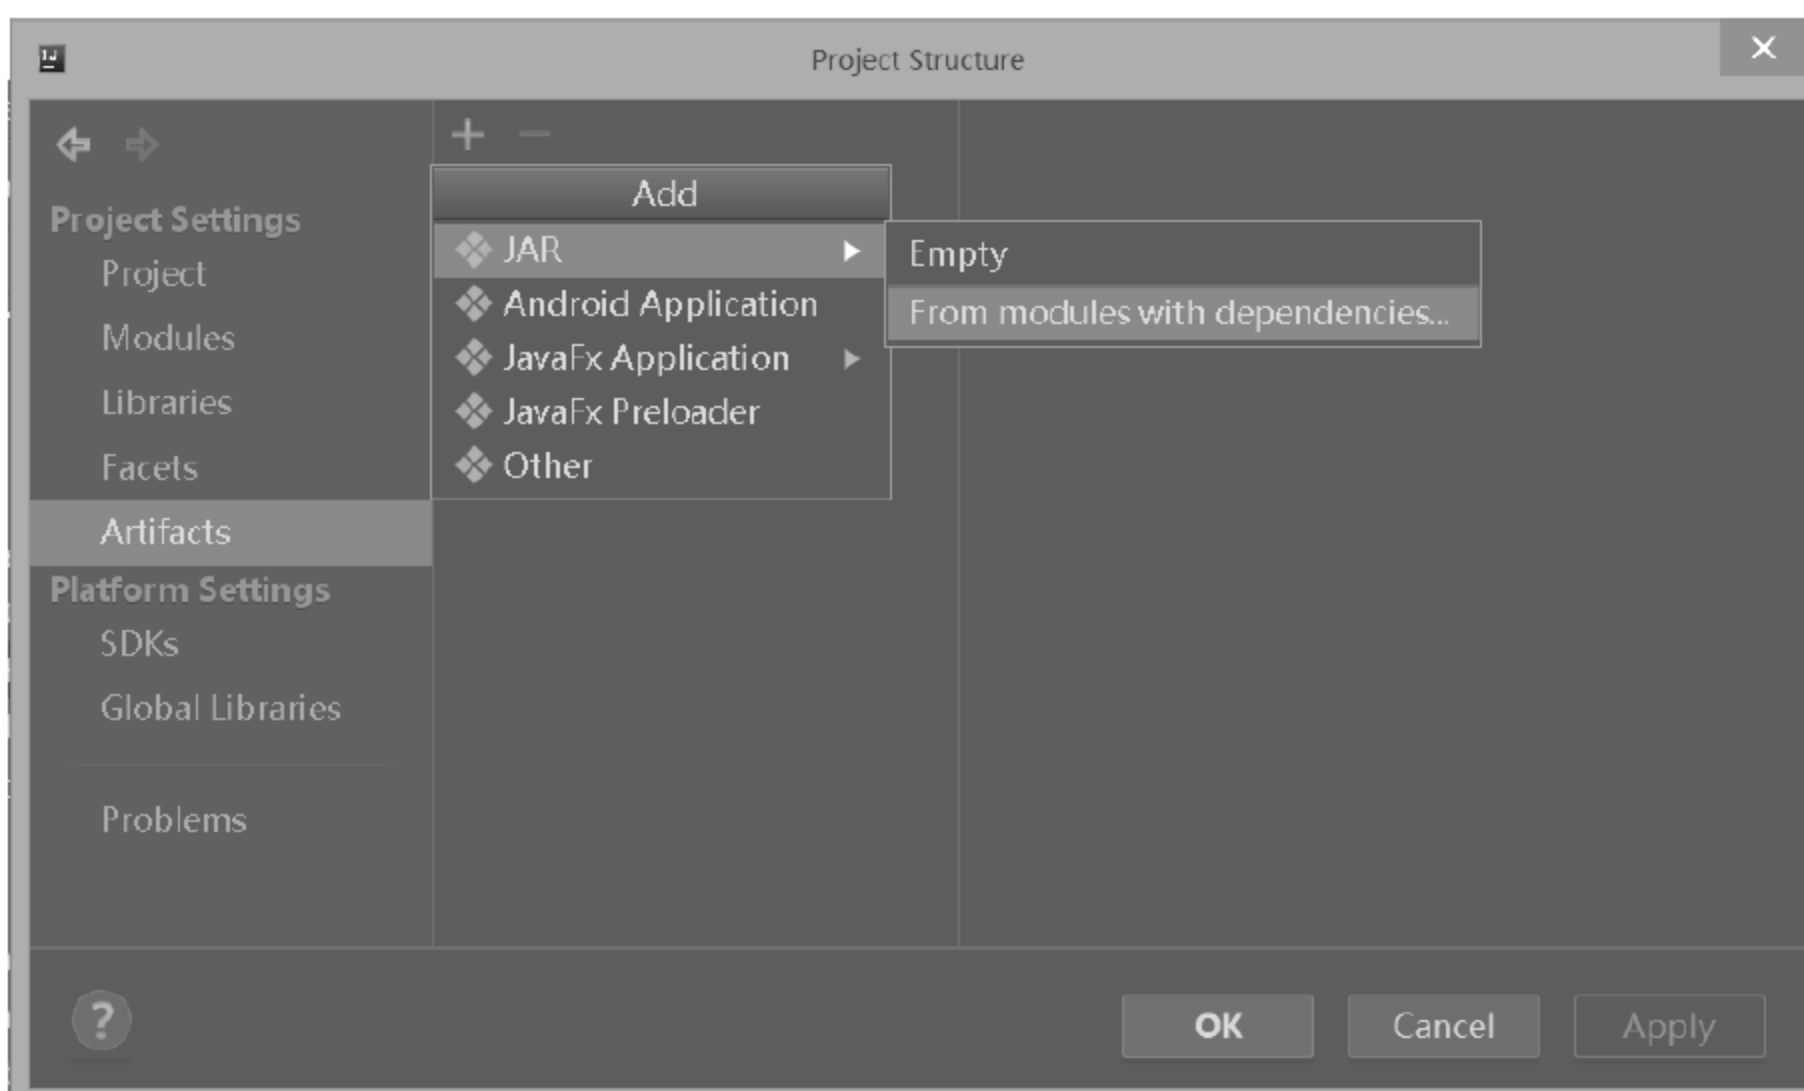 Project Structure
Project Settings
Project
Modules
Libraries
Facets
Artifacts
Platform Settings
SDKs
Global Libraries
Problems
Add
JAR
Android Application
JavaFx Application
JavaFx Preloader
Other
Empty
From modules with dependencies...
?
OK
Cancel
Apply